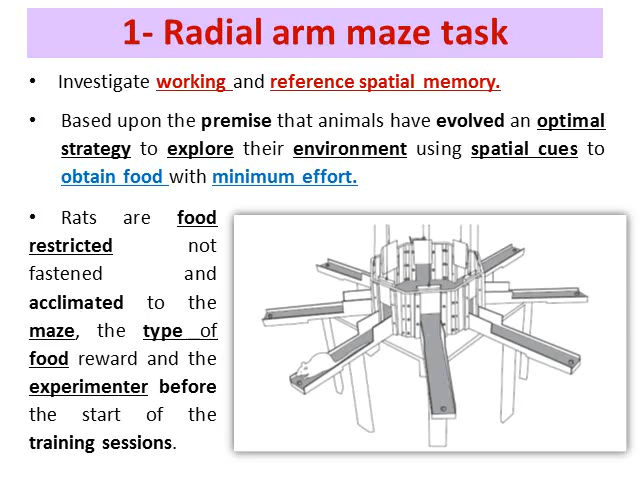 1- Radial arm maze task
• Investigate working and reference spatial memory.
• Based upon the premise that animals have evolved an optimal
strategy to explore their environment using spatial cues to
obtain food with minimum effort.
• Rats are food
restricted not
fastened and
acclimated to the
maze, the type of
food reward and the
experimenter before
the start of the
training sessions.